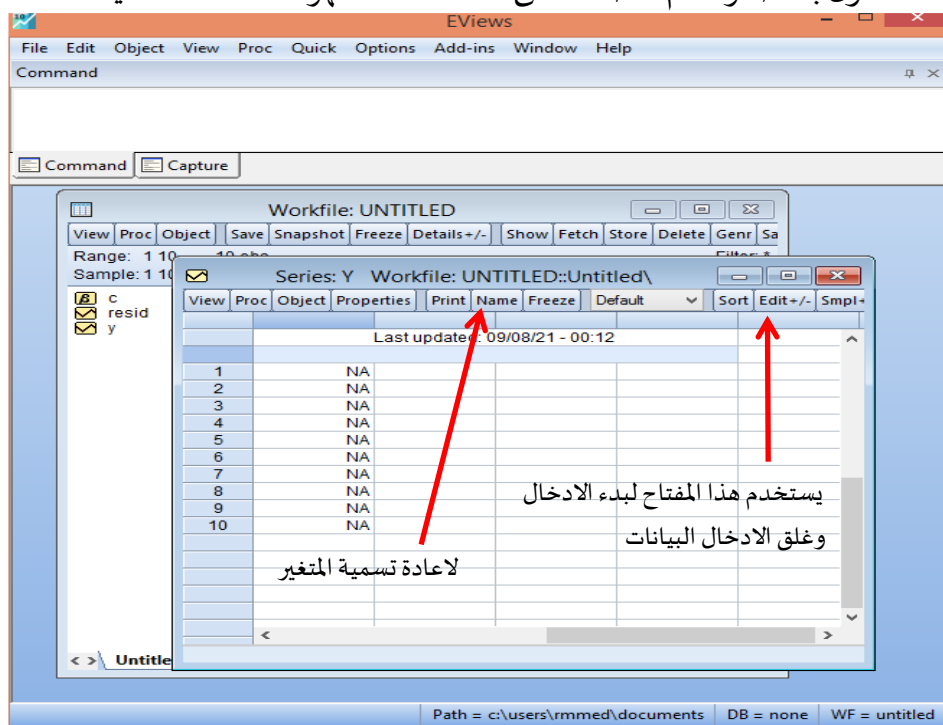 EViews
File Edit Object View Proc Quick Options Add-ins Window Help
Command
Command Capture
Workfile: UNTITLED
View Proc Object Save Snapshot Freeze Details+/- Show Fetch Store Delete Genr Sa
Range: 1 10
Sample: 1 10
Filter: *
c
resid
y
Series: Y Workfile: UNTITLED::Untitled\
View Proc Object Properties Print Name Freeze Default Sort Edit+/- Smpl+
Last updated: 09/08/21 - 00:12
1 NA
2 NA
3 NA
4 NA
5 NA
6 NA
7 NA
8 NA
9 NA
10 NA
يستخدم هذا المفتاح لبدء الادخال
وغلق الادخال البيانات
لاعادة تسمية المتغير
< > Untitle
Path = c:\users\rmmed\documents DB = none WF = untitled